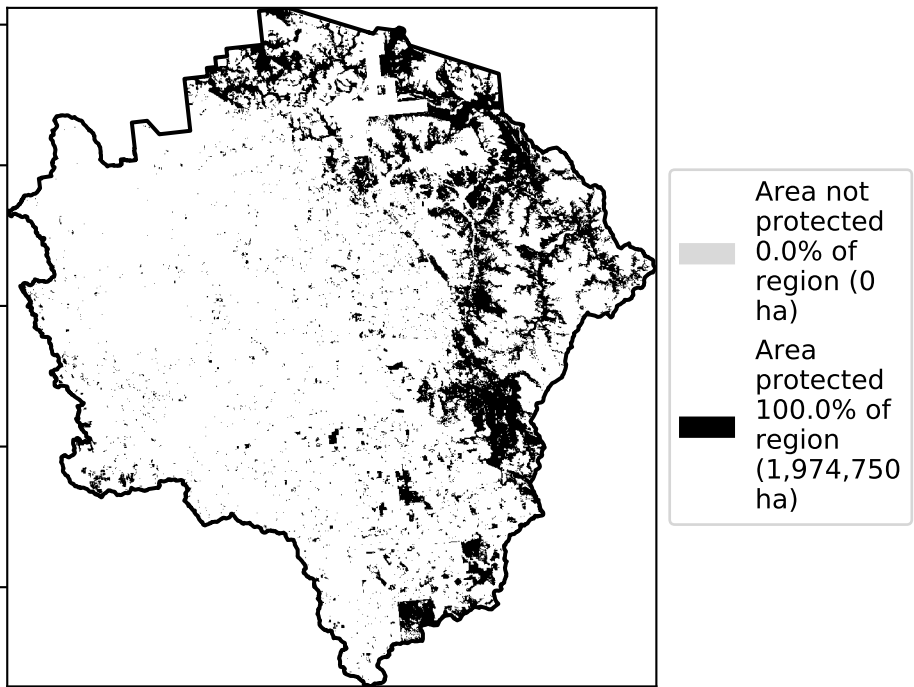 Area not
protected
0.0% of
region (0
ha)
Area
protected
100.0% of
region
(1,974,750
ha)